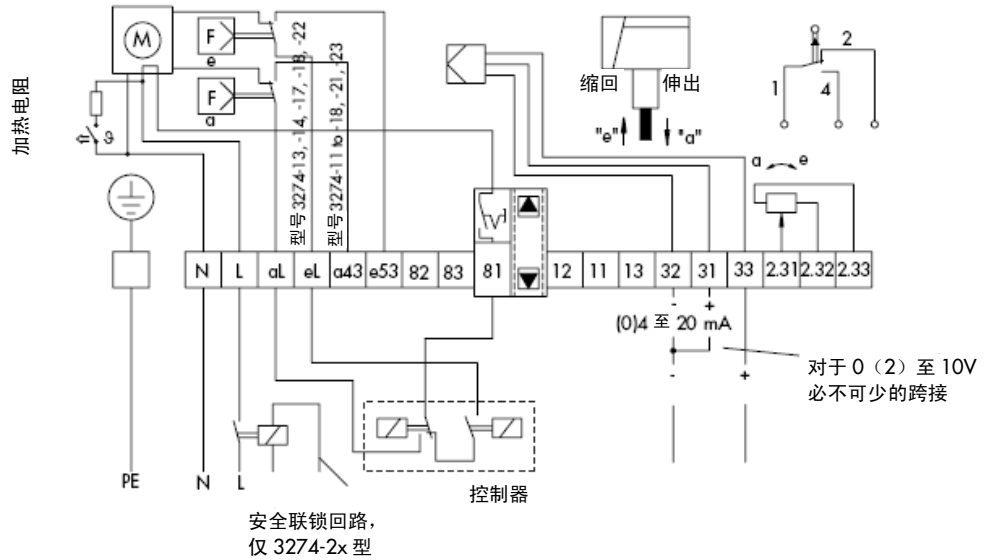 M
F
e
F
a
加热电阻
ϑ
型号3274-13, -14, -17, -18, -22
型号3274-11 to -18, -21, -23
缩回
伸出
"e"
"a"
1
2
4
a
e
N
L
aL
eL
a43
e53
82
83
81
12
11
13
32
31
33
2.31
2.32
2.33
-
+
(0)4 至 20 mA
-
+
对于 0（2）至 10V
必不可少的跨接
控制器
PE
N
L
安全联锁回路，
仅 3274-2x 型